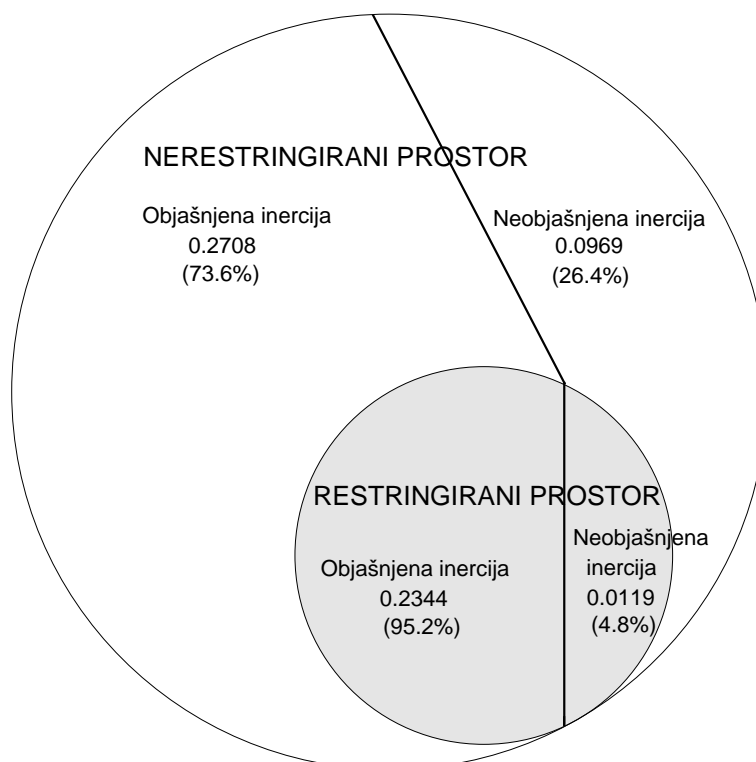 NERESTRINGIRANI PROSTOR
Objašnjena inercija
0.2708
(73.6%)
Neobjašnjena inercija
0.0969
(26.4%)
RESTRINGIRANI PROSTOR
Objašnjena inercija
0.2344
(95.2%)
Neobjašnjena
inercija
0.0119
(4.8%)